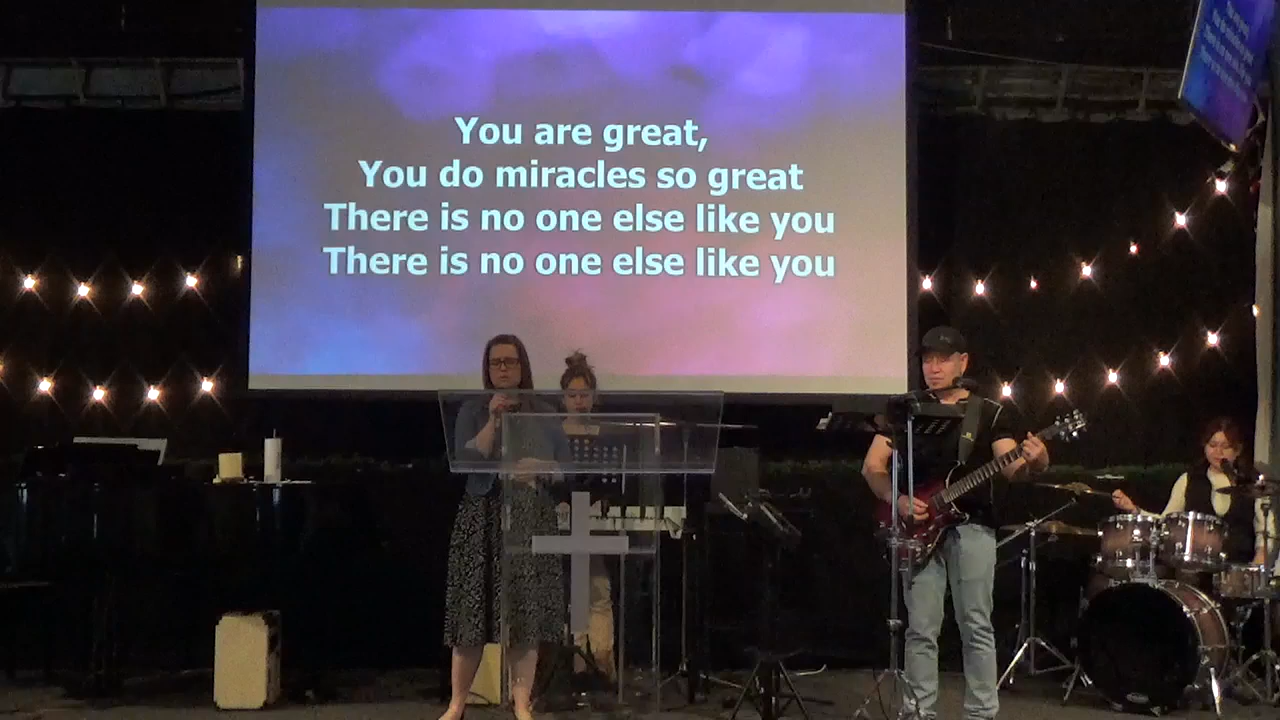 You are great,
You do miracles so great
There is no one else like you
There is no one else like you